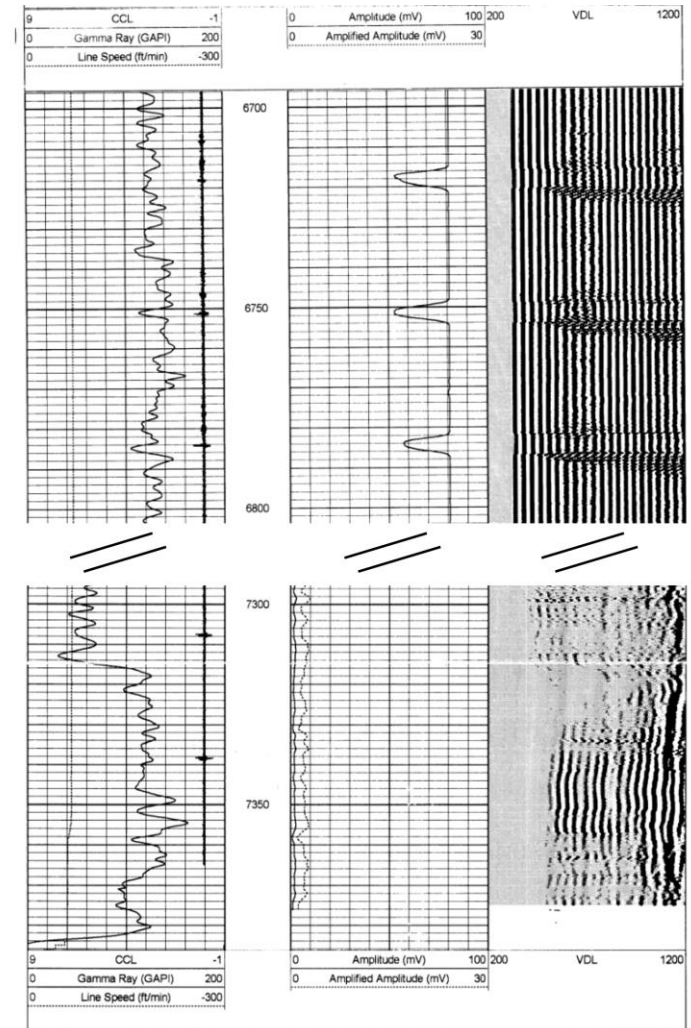 9 CCL -1
0 Gamma Ray (GAPI) 200
0 Line Speed (ft/min) -300
0 Amplitude (mV) 100
0 Amplified Amplitude (mV) 30
200 VDL 1200
6700
6750
6800
7300
7350
9 CCL -1
0 Gamma Ray (GAPI) 200
0 Line Speed (ft/min) -300
0 Amplitude (mV) 100
0 Amplified Amplitude (mV) 30
200 VDL 1200